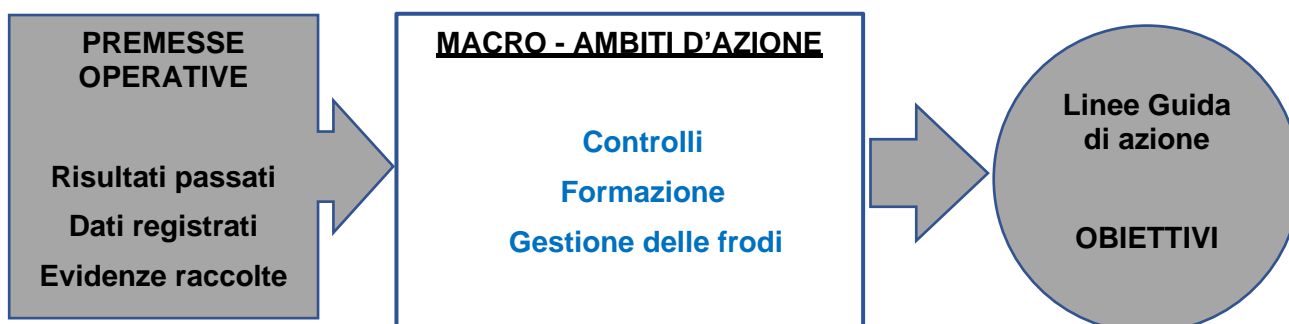 PREMESSE
OPERATIVE
Risultati passati
Dati registrati
Evidenze raccolte
MACRO - AMBITI D’AZIONE
Controlli
Formazione
Gestione delle frodi
Linee Guida
di azione
OBIETTIVI